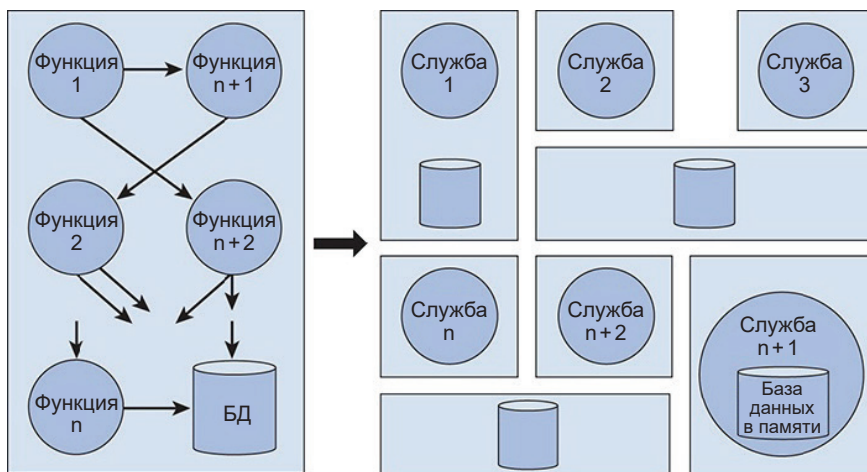 Функция
1
Функция
n+1
Функция
2
Функция
n+2
Функция
n
БД
Служба
1
Служба
2
Служба
3
Служба
n
Служба
n+2
Служба
n+1
База
данных
в памяти